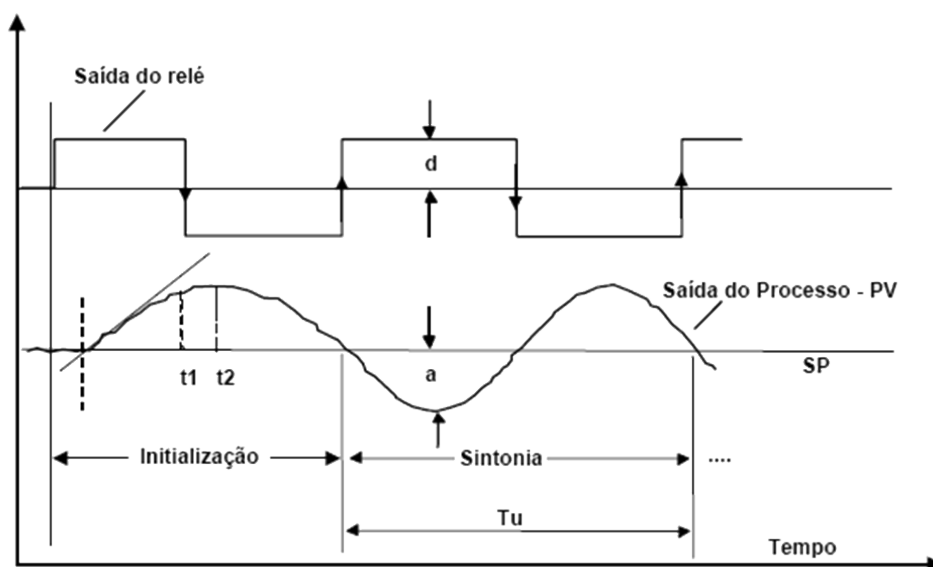 Saída do relé
d
Saída do Processo - PV
SP
a
t1 t2
Initialização
Sintonia
....
Tu
Tempo